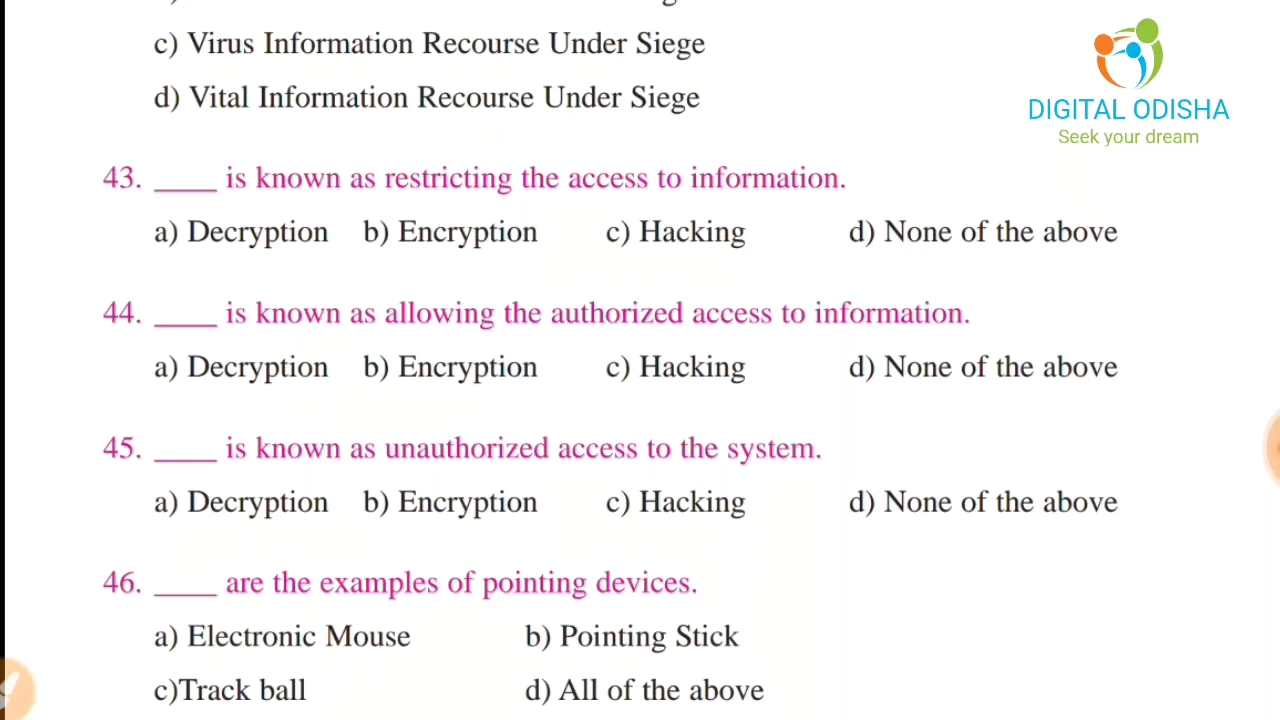 c) Virus Information Recourse Under Siege
d) Vital Information Recourse Under Siege
DIGITAL ODISHA
Seek your dream
43. ____ is known as restricting the access to information.
a) Decryption b) Encryption c) Hacking d) None of the above
44. ____ is known as allowing the authorized access to information.
a) Decryption b) Encryption c) Hacking d) None of the above
45. ____ is known as unauthorized access to the system.
a) Decryption b) Encryption c) Hacking d) None of the above
46. ____ are the examples of pointing devices.
a) Electronic Mouse b) Pointing Stick
c)Track ball d) All of the above